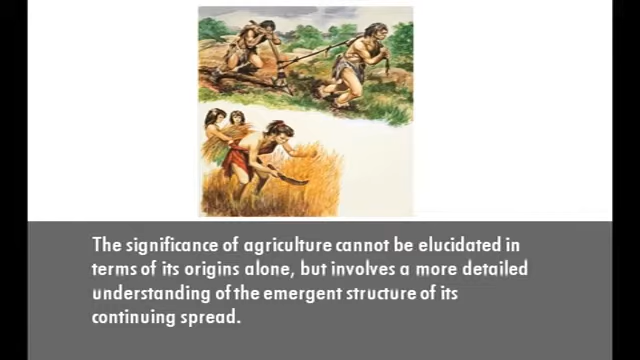 The significance of agriculture cannot be elucidated in
terms of its origins alone, but involves a more detailed
understanding of the emergent structure of its
continuing spread.